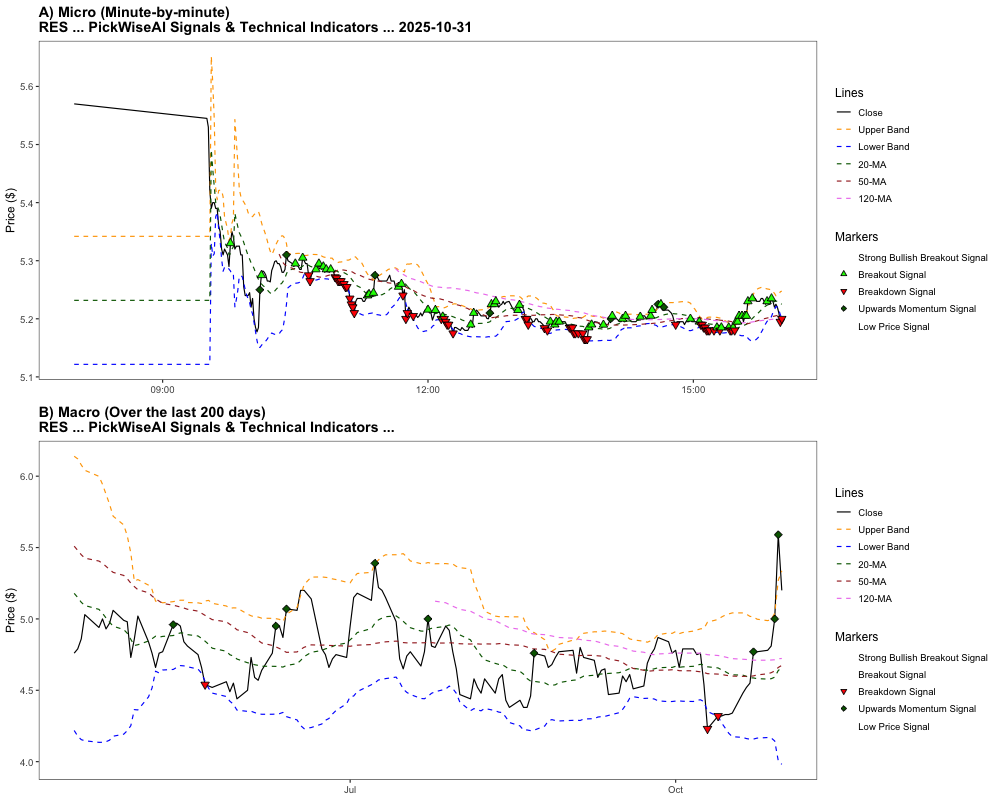 A) Micro (Minute-by-minute)
RES ... PickWiseAI Signals & Technical Indicators ... 2025-10-31
Price ($)
5.6
5.5
5.4
5.3
5.2
5.1
09:00
12:00
15:00
Lines
Close
Upper Band
Lower Band
20-MA
50-MA
120-MA
Markers
Strong Bullish Breakout Signal
Breakout Signal
Breakdown Signal
Upwards Momentum Signal
Low Price Signal
B) Macro (Over the last 200 days)
RES ... PickWiseAI Signals & Technical Indicators ...
Price ($)
6.0
5.5
5.0
4.5
4.0
Jul
Oct
Lines
Close
Upper Band
Lower Band
20-MA
50-MA
120-MA
Markers
Strong Bullish Breakout Signal
Breakout Signal
Breakdown Signal
Upwards Momentum Signal
Low Price Signal